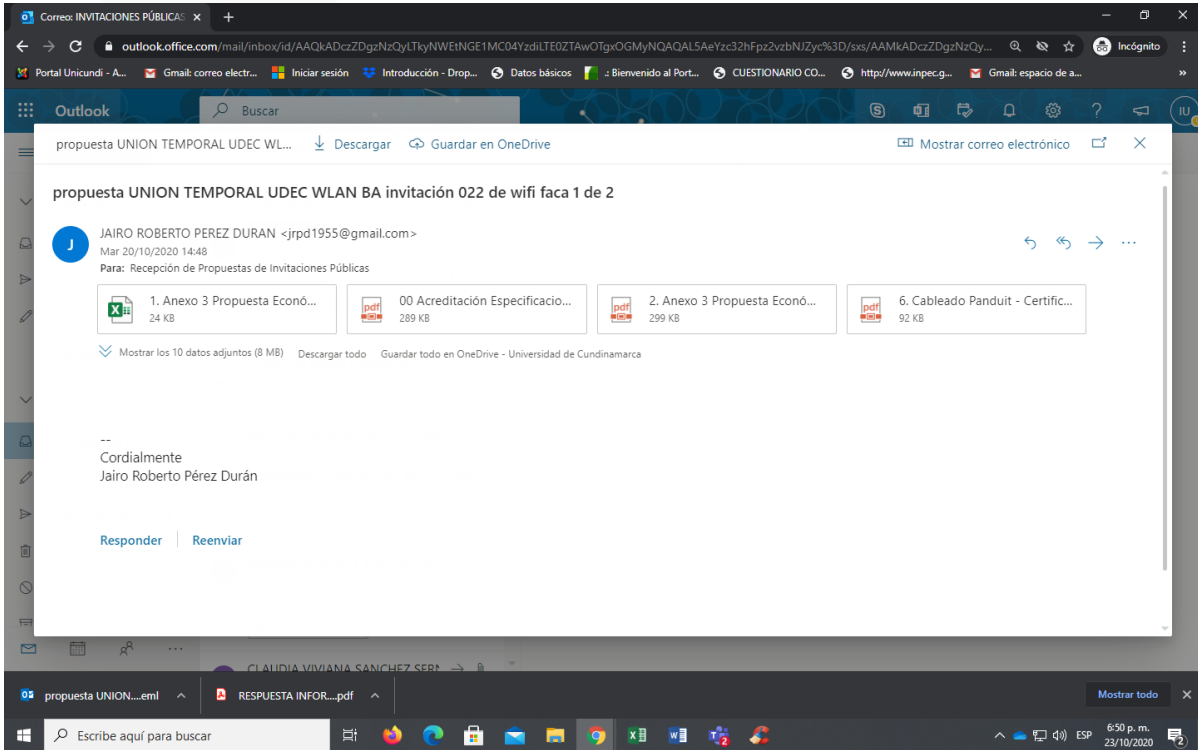 Correo: INVITACIONES PÚBLICAS
outlook.office.com/mail/inbox/id/AAQkADczZDgzNzQyLTkyNWEtNGE1MC04YzdiLTE0ZTAwOTgxOGMyNQAQAL5AeYzc32hFpz2vzbNJZyc%3D/sxs/AAMkADczZDgzNzQy... Incógnito
Portal Unicundi - A... Gmail: correo electr... Iniciar sesión Introducción - Drop... Datos básicos .: Bienvenido al Port... CUESTIONARIO CO... http://www.inpec.g... Gmail: espacio de a... »
Outlook Buscar IU
propuesta UNION TEMPORAL UDEC WL... Descargar Guardar en OneDrive Mostrar correo electrónico
propuesta UNION TEMPORAL UDEC WLAN BA invitación 022 de wifi faca 1 de 2
J JAIRO ROBERTO PEREZ DURAN <jrpd1955@gmail.com>
Mar 20/10/2020 14:48
Para: Recepción de Propuestas de Invitaciones Públicas
1. Anexo 3 Propuesta Econó... 00 Acreditación Especificacio... 2. Anexo 3 Propuesta Econó... 6. Cableado Panduit - Certific...
24 KB 289 KB 299 KB 92 KB
Mostrar los 10 datos adjuntos (8 MB) Descargar todo Guardar todo en OneDrive - Universidad de Cundinamarca
--
Cordialmente
Jairo Roberto Pérez Durán
Responder Reenviar
CLAUDIA VIVIANA SANCHEZ
propuesta UNION....eml RESPUESTA INFOR....pdf Mostrar todo
Escribe aquí para buscar ESP 6:50 p. m.
23/10/2020